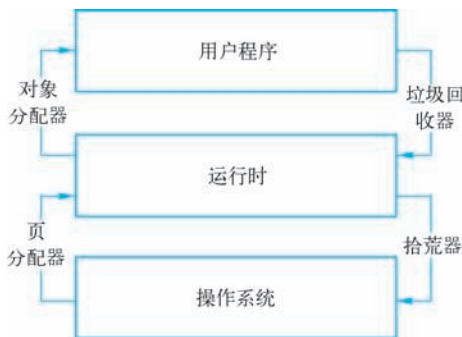 用户程序
对象
分配器
垃圾回
收器
运行时
页
分配器
拾荒器
操作系统